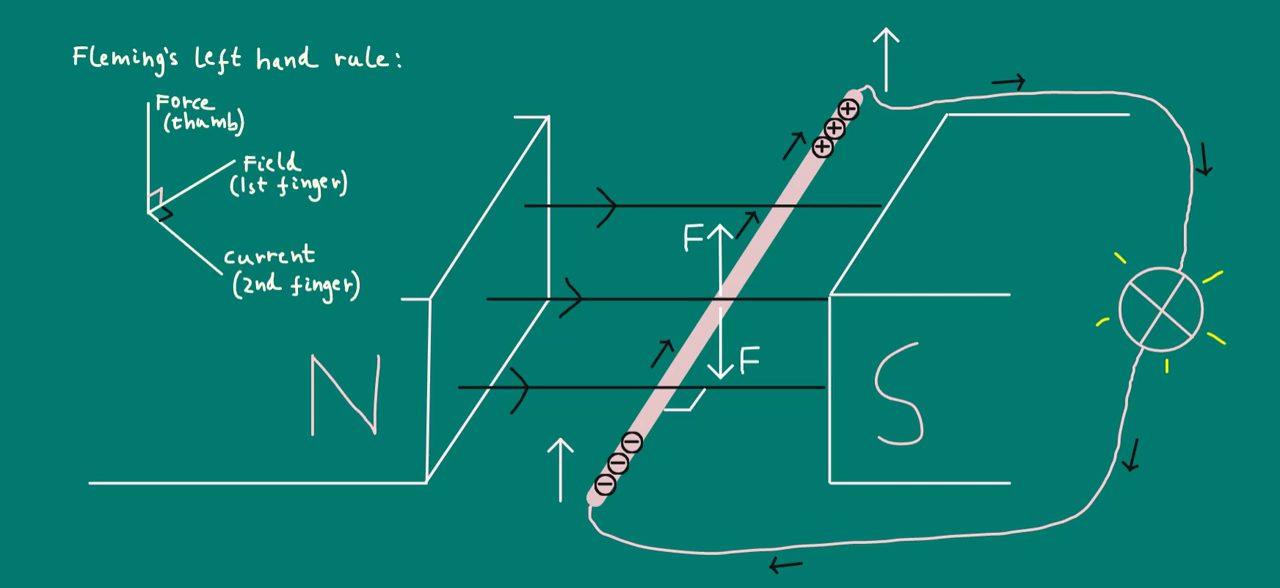 Fleming's left hand rule:
Force
(thumb)
Field
(1st finger)
current
(2nd finger)
F
F
N
S